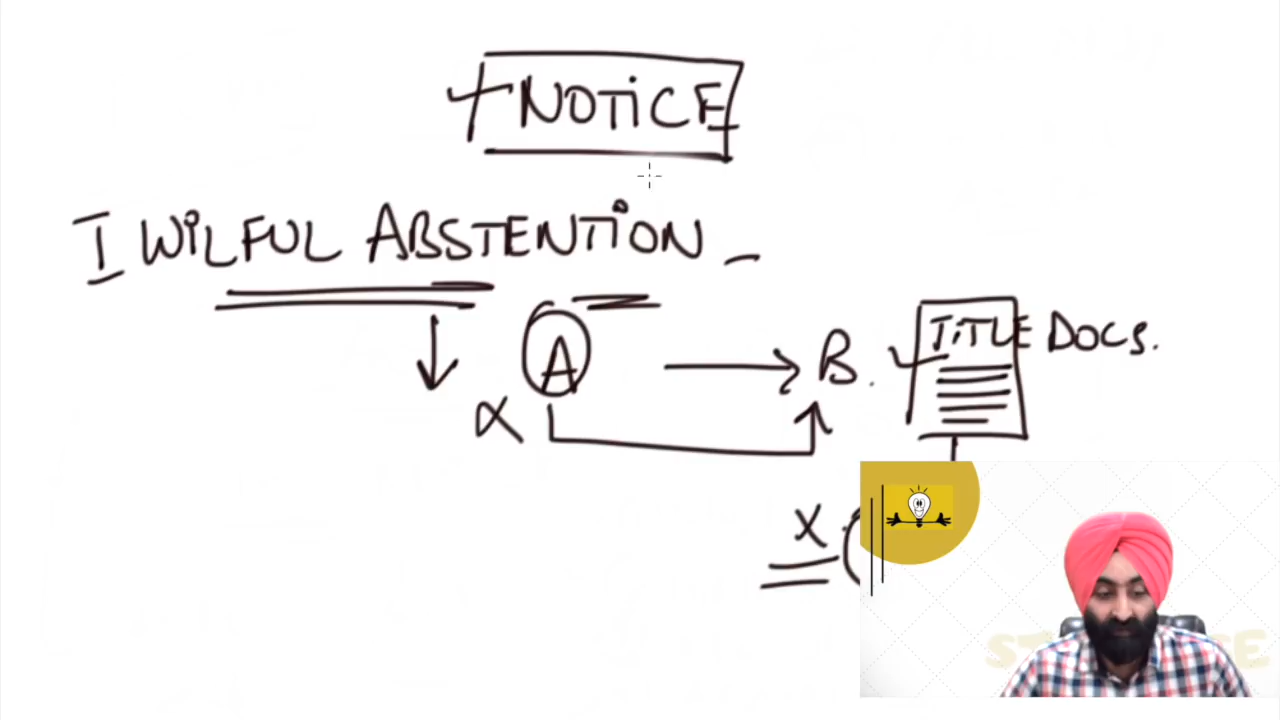 NOTICE
I WILFUL ABSTENTION -
A → B. TITLE DOCS.
α
X (